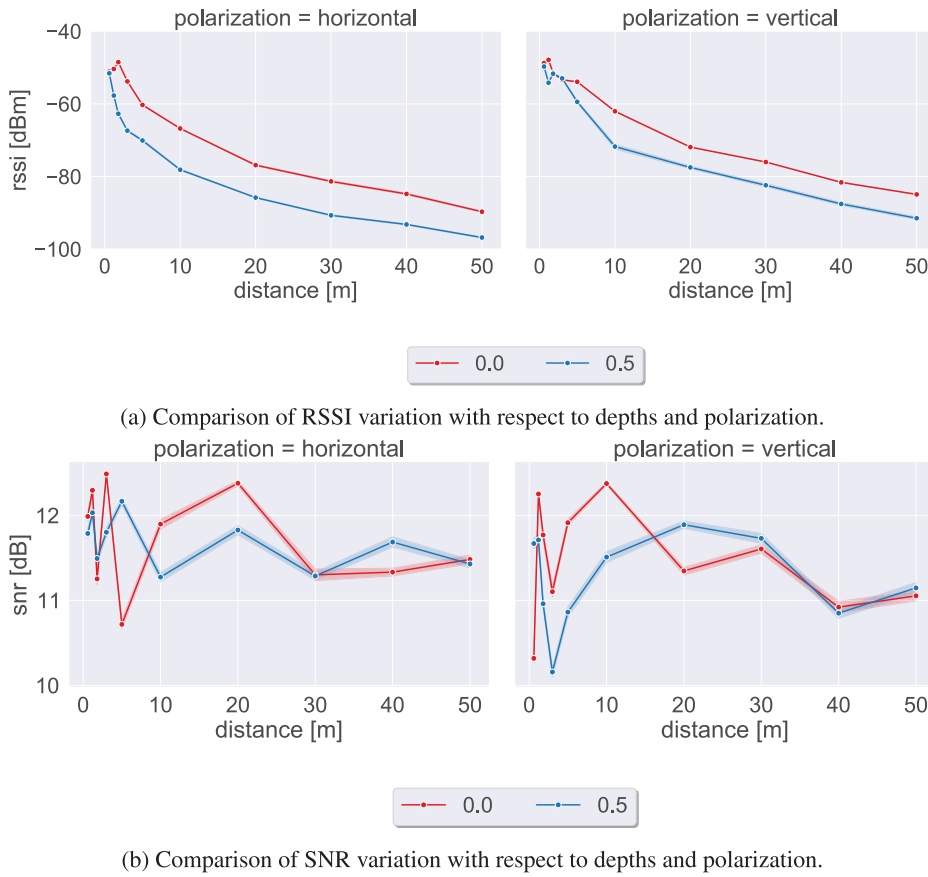 polarization = horizontal polarization = vertical
−40
−60
−80
−100
rssi [dBm]
0 10 20 30 40 50 0 10 20 30 40 50
distance [m] distance [m]
0.0 0.5
(a) Comparison of RSSI variation with respect to depths and polarization.
polarization = horizontal polarization = vertical
12
11
10
snr [dB]
0 10 20 30 40 50 0 10 20 30 40 50
distance [m] distance [m]
0.0 0.5
(b) Comparison of SNR variation with respect to depths and polarization.